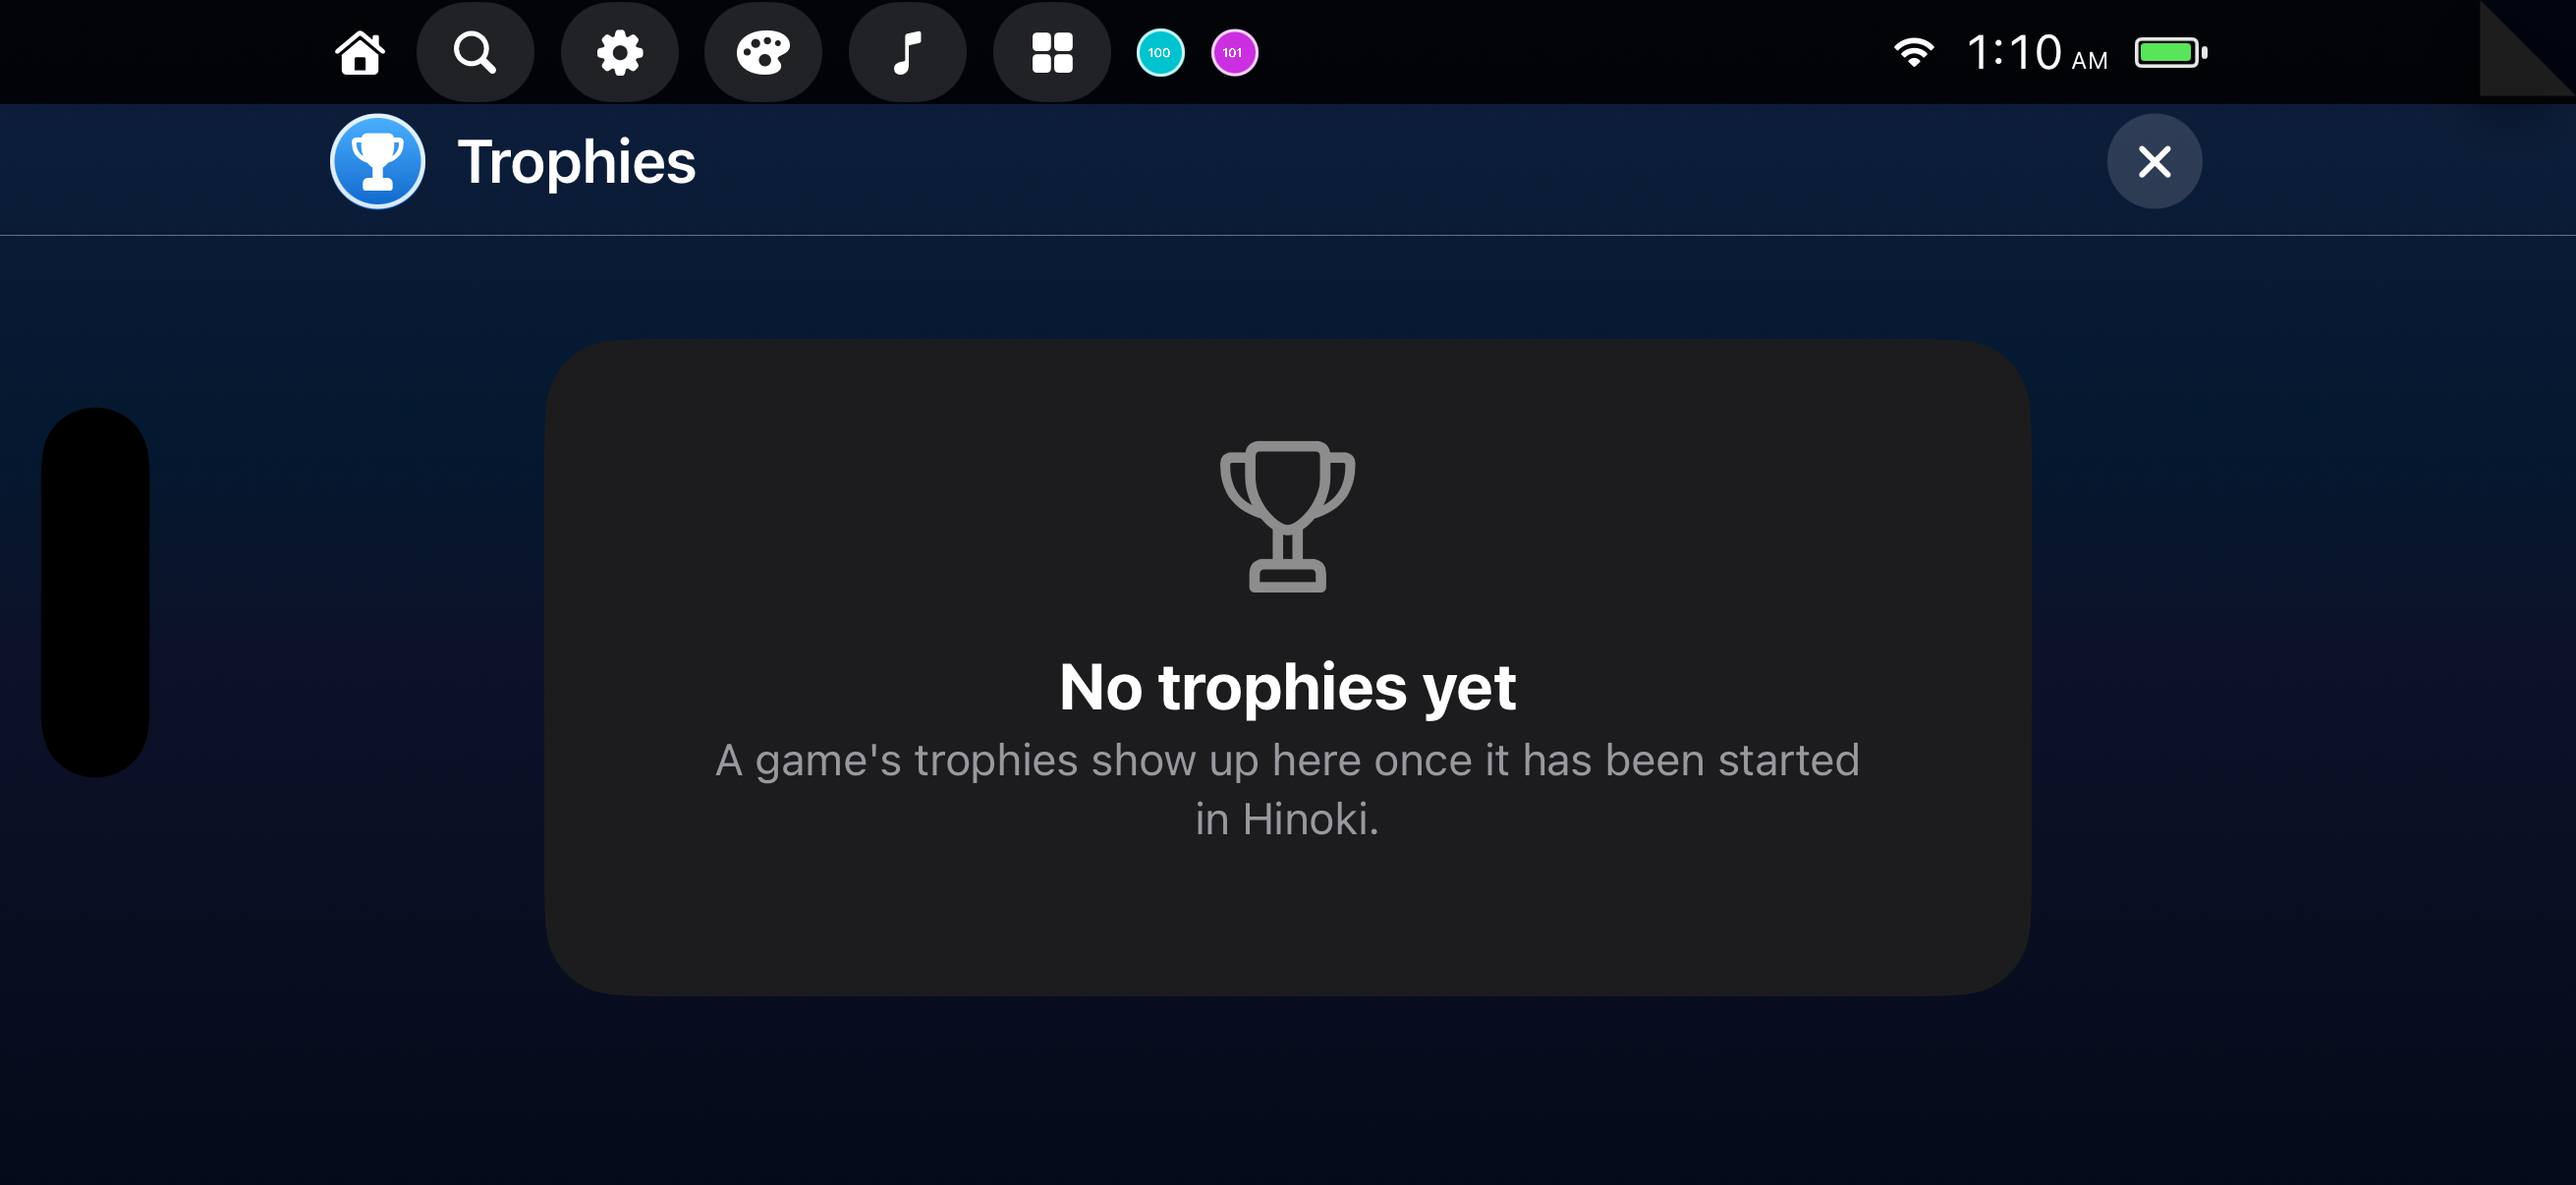 100
101
1:10 AM
Trophies
No trophies yet
A game's trophies show up here once it has been started
in Hinoki.